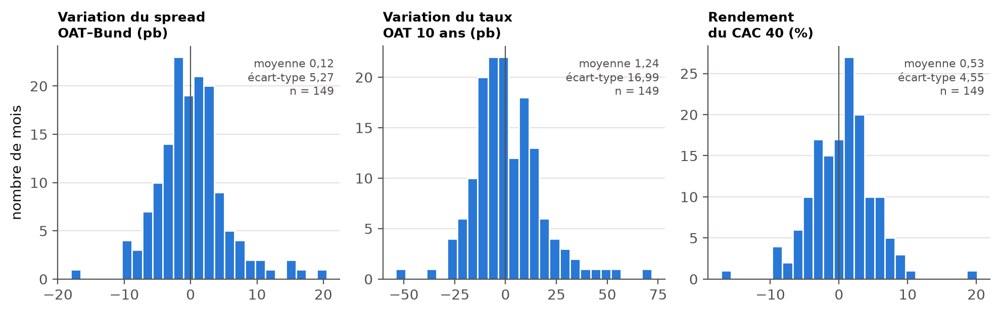 Variation du spread
OAT–Bund (pb)
moyenne 0,12
écart-type 5,27
n = 149
nombre de mois
20
15
10
5
0
−20
−10
0
10
20
Variation du taux
OAT 10 ans (pb)
moyenne 1,24
écart-type 16,99
n = 149
20
15
10
5
0
−50
−25
0
25
50
75
Rendement
du CAC 40 (%)
moyenne 0,53
écart-type 4,55
n = 149
25
20
15
10
5
0
−10
0
10
20